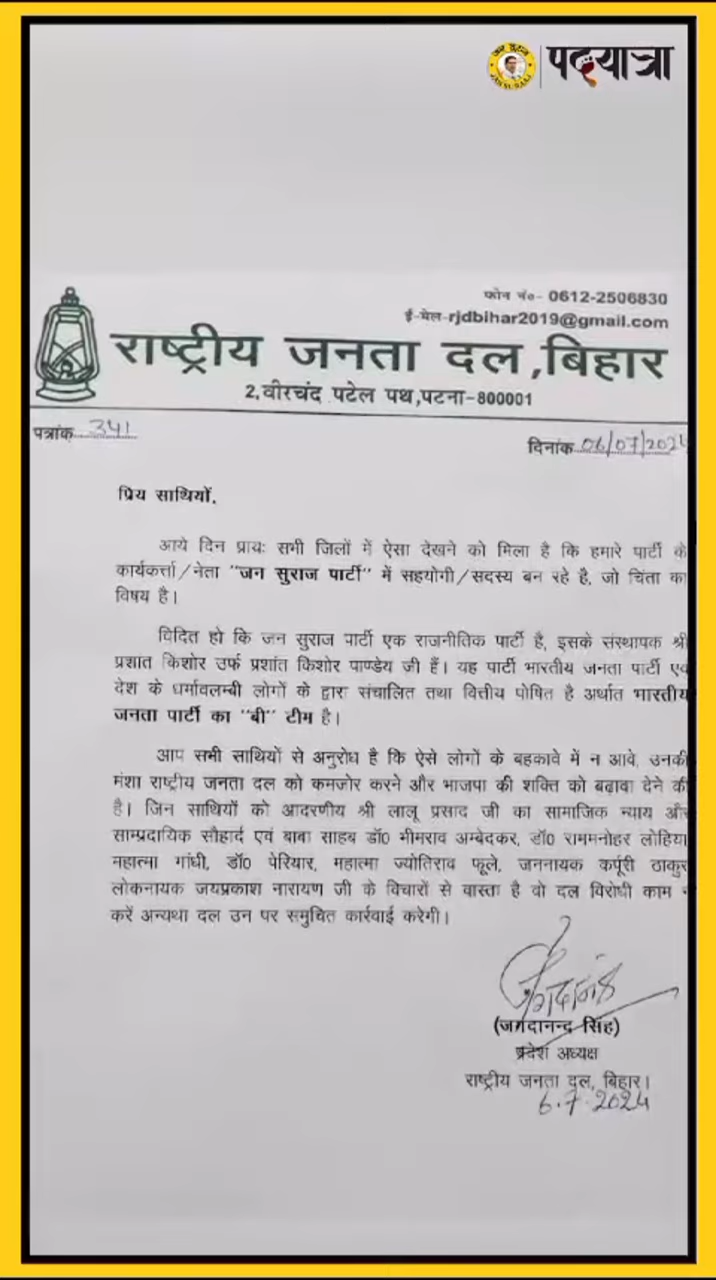 पदयात्रा
फोन नं०- 0612-2506830
ई-मेल-rjdbihar2019@gmail.com
राष्ट्रीय जनता दल,बिहार
2,वीरचंद पटेल पथ,पटना-800001
पत्रांक 341
दिनांक 06/07/2024
प्रिय साथियों,
आये दिन प्रायः सभी जिलों में ऐसा देखने को मिला है कि हमारे पार्टी के
कार्यकर्त्ता/नेता "जन सुराज पार्टी" में सहयोगी/सदस्य बन रहे है, जो चिंता का
विषय है।
विदित हो कि जन सुराज पार्टी एक राजनीतिक पार्टी है, इसके संस्थापक श्री
प्रशांत किशोर उर्फ प्रशांत किशोर पाण्डेय जी हैं। यह पार्टी भारतीय जनता पार्टी एवं
देश के धर्मावलम्बी लोगों के द्वारा संचालित तथा वित्तीय पोषित है अर्थात भारतीय
जनता पार्टी का "बी" टीम है।
आप सभी साथियों से अनुरोध है कि ऐसे लोगों के बहकावे में न आवे, उनकी
मंशा राष्ट्रीय जनता दल को कमजोर करने और भाजपा की शक्ति को बढ़ावा देने की
है। जिन साथियों को आदरणीय श्री लालू प्रसाद जी का सामाजिक न्याय और
साम्प्रदायिक सौहार्द एवं बाबा साहब डॉ0 भीमराव अम्बेदकर, डॉ0 राममनोहर लोहिया
महात्मा गांधी, डॉ0 पेरियार, महात्मा ज्योतिराव फूले, जननायक कर्पूरी ठाकुर
लोकनायक जयप्रकाश नारायण जी के विचारों से वास्ता है वो दल विरोधी काम न
करें अन्यथा दल उन पर समुचित कार्रवाई करेगी।
(जगदानन्द सिंह)
प्रदेश अध्यक्ष
राष्ट्रीय जनता दल, बिहार।
6.7.2024